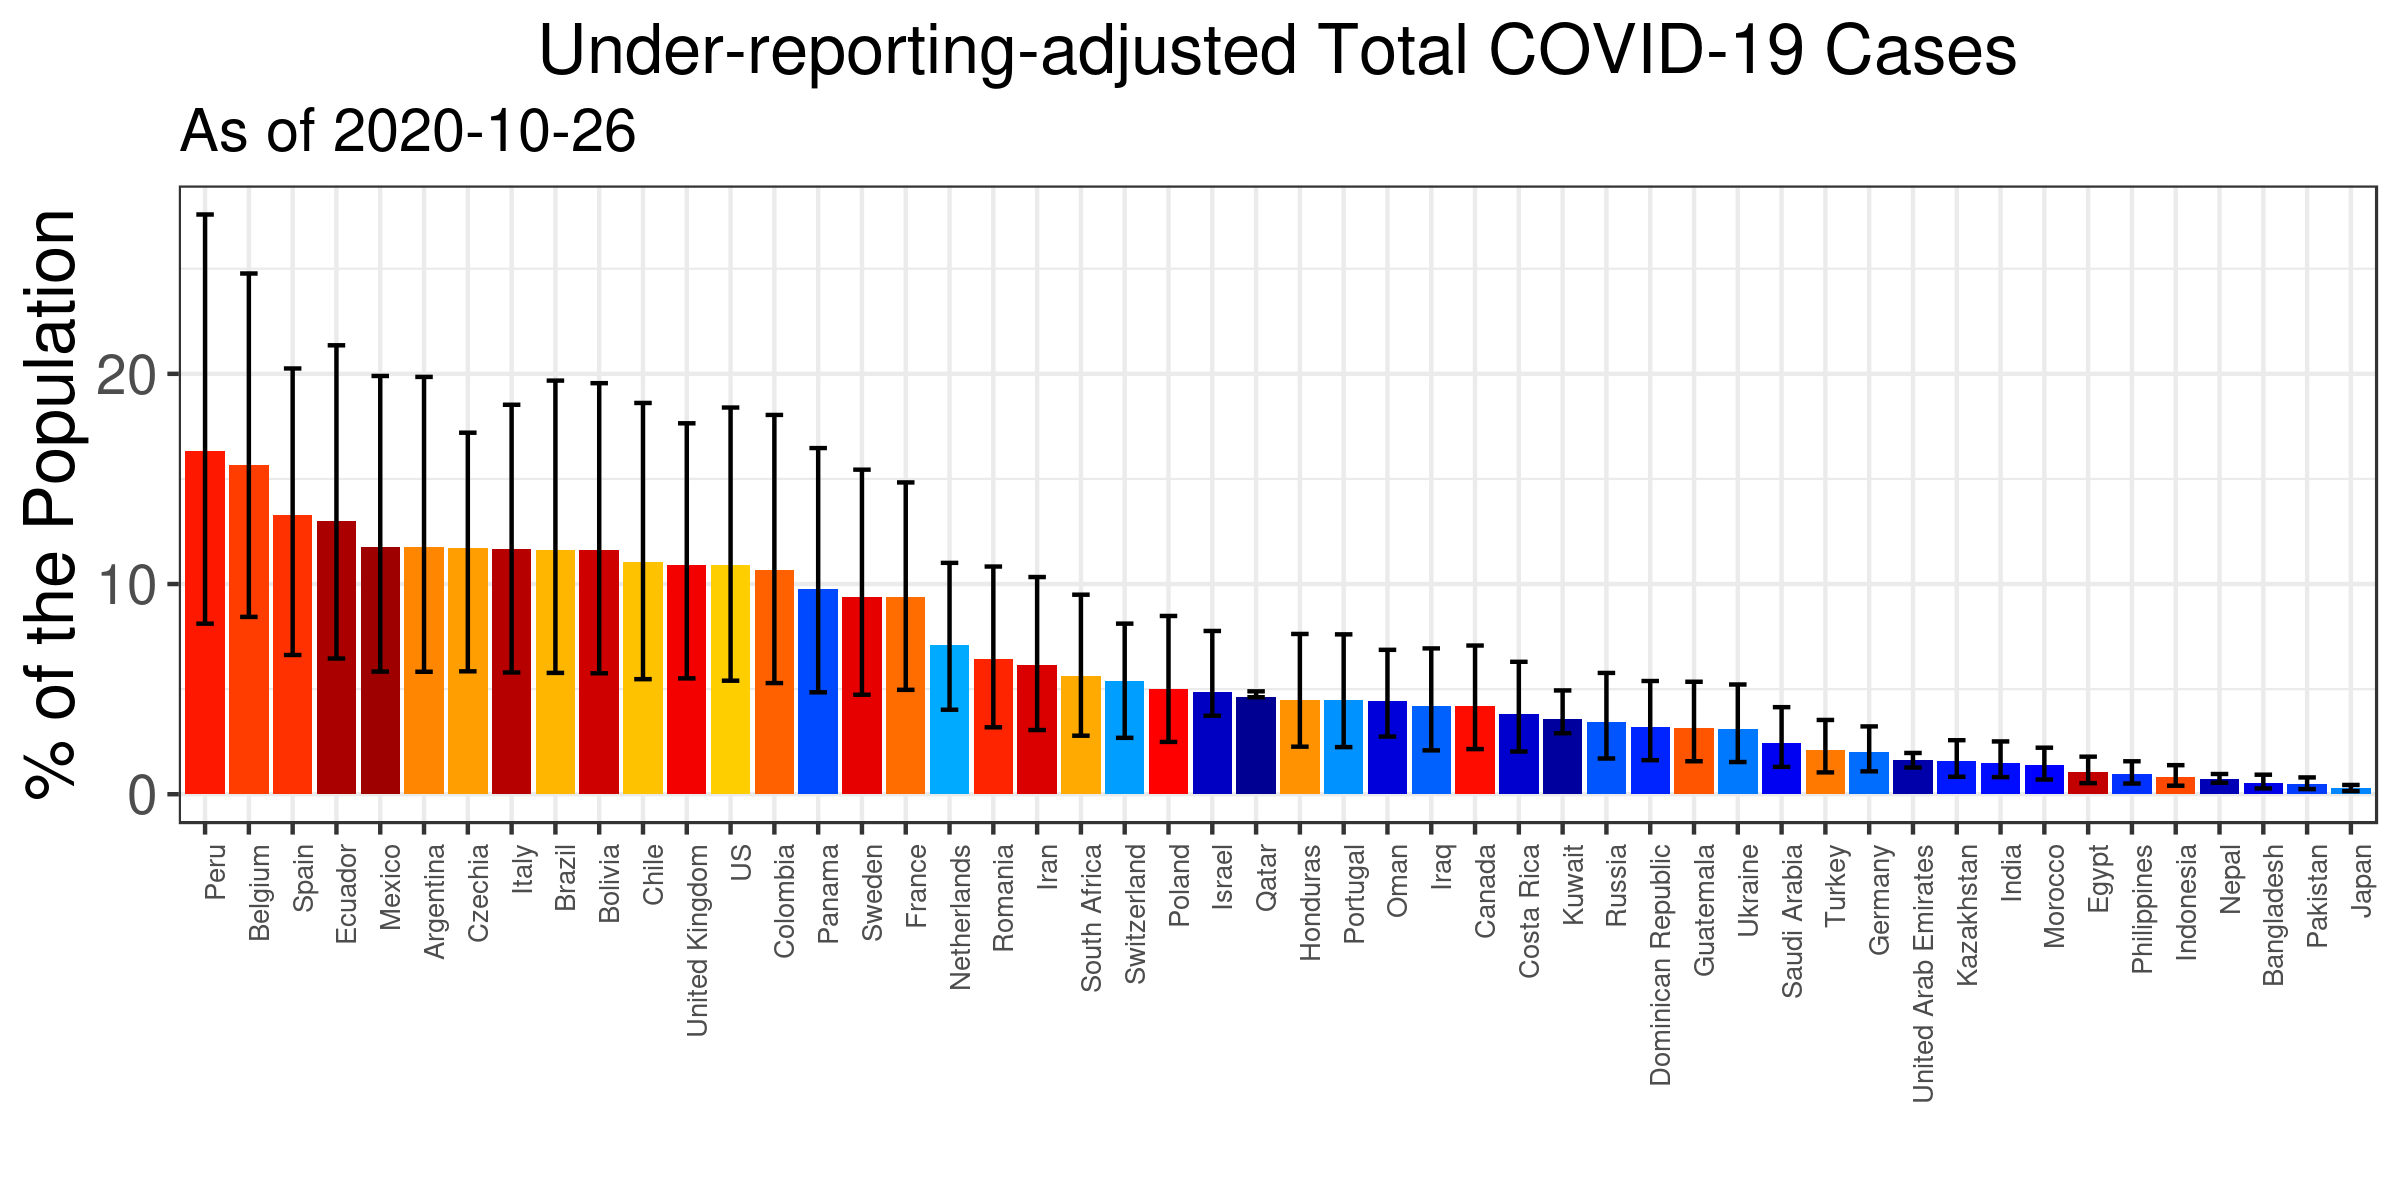 Under-reporting-adjusted Total COVID-19 Cases
As of 2020-10-26
% of the Population
20
10
0
Peru
Belgium
Spain
Ecuador
Mexico
Argentina
Czechia
Italy
Brazil
Bolivia
Chile
United Kingdom
US
Colombia
Panama
Sweden
France
Netherlands
Romania
Iran
South Africa
Switzerland
Poland
Israel
Qatar
Honduras
Portugal
Oman
Iraq
Canada
Costa Rica
Kuwait
Russia
Dominican Republic
Guatemala
Ukraine
Saudi Arabia
Turkey
Germany
United Arab Emirates
Kazakhstan
India
Morocco
Egypt
Philippines
Indonesia
Nepal
Bangladesh
Pakistan
Japan